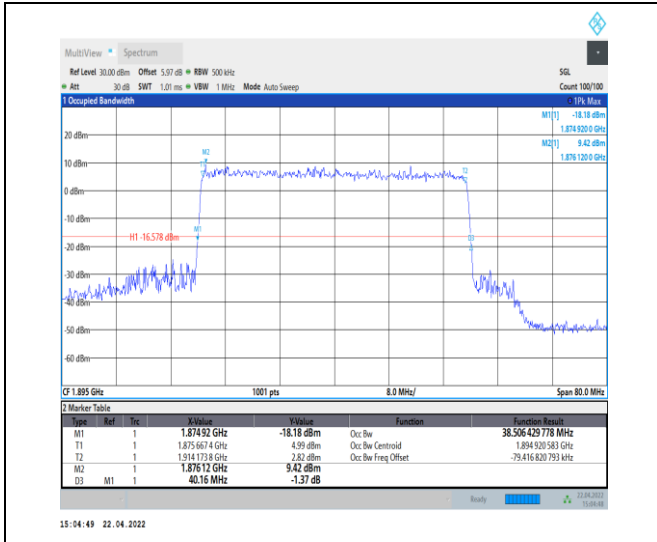 MultiView Spectrum
Ref Level 30.00 dBm Offset 5.97 dB RBW 500 kHz SGL
Att 30 dB SWT 1.01 ms VBW 1 MHz Mode Auto Sweep Count 100/100
1 Occupied Bandwidth 1Pk Max
M1[1] -18.18 dBm
1.874 920 0 GHz
M2[1] 9.42 dBm
1.876 120 0 GHz
20 dBm
M2
T1
T2
10 dBm
0 dBm
-10 dBm
M1
H1 -16.578 dBm
D3
-20 dBm
-30 dBm
-40 dBm
-50 dBm
-60 dBm
CF 1.895 GHz 1001 pts 8.0 MHz/ Span 80.0 MHz
2 Marker Table
Type Ref Trc X-Value Y-Value Function Function Result
M1 1 1.874 92 GHz -18.18 dBm Occ Bw 38.506 429 778 MHz
T1 1 1.875 667 4 GHz 4.99 dBm Occ Bw Centroid 1.894 920 583 GHz
T2 1 1.914 173 8 GHz 2.82 dBm Occ Bw Freq Offset -79.416 820 793 kHz
M2 1 1.876 12 GHz 9.42 dBm
D3 M1 1 40.16 MHz -1.37 dB
Ready 22.04.2022
15:04:48
15:04:49 22.04.2022